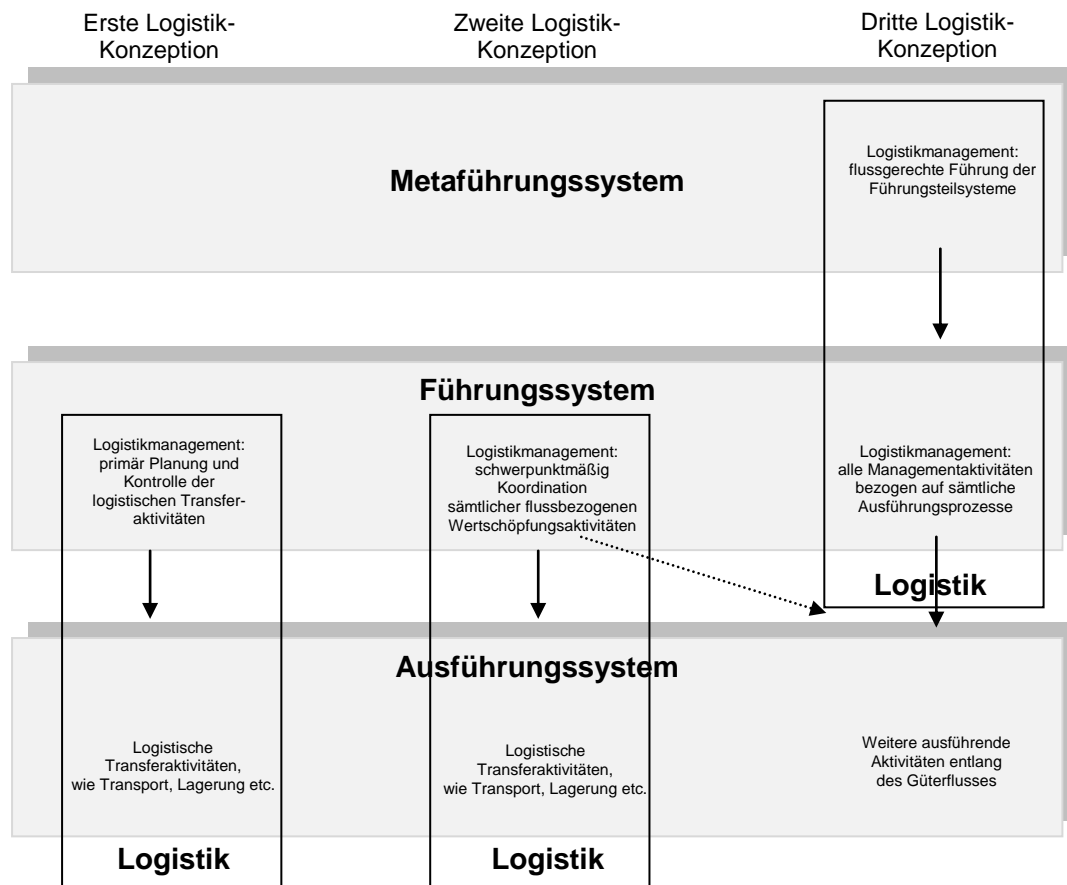 Erste Logistik-
Konzeption
Zweite Logistik-
Konzeption
Dritte Logistik-
Konzeption
Metaführungssystem
Logistikmanagement:
flussgerechte Führung der
Führungsteilsysteme
Führungssystem
Logistikmanagement:
primär Planung und
Kontrolle der
logistischen Transfer-
aktivitäten
Logistikmanagement:
schwerpunktmäßig
Koordination
sämtlicher flussbezogenen
Wertschöpfungsaktivitäten
Logistikmanagement:
alle Managementaktivitäten
bezogen auf sämtliche
Ausführungsprozesse
Logistik
Ausführungssystem
Logistische
Transferaktivitäten,
wie Transport, Lagerung etc.
Logistische
Transferaktivitäten,
wie Transport, Lagerung etc.
Weitere ausführende
Aktivitäten entlang
des Güterflusses
Logistik
Logistik